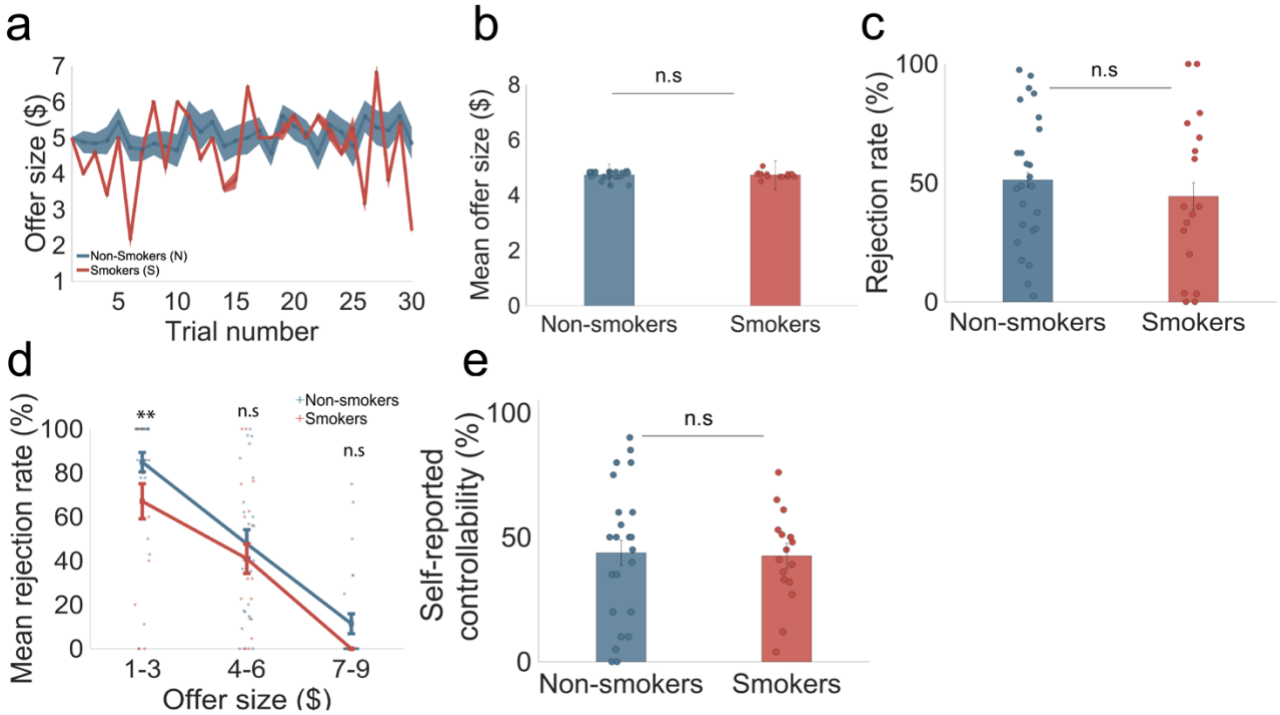 a
Offer size ($)
7
6
5
4
3
2
1
Non-Smokers (N)
Smokers (S)
5 10 15 20 25 30
Trial number
b
Mean offer size ($)
8
6
4
2
0
n.s
Non-smokers Smokers
c
Rejection rate (%)
100
50
0
n.s
Non-smokers Smokers
d
Mean rejection rate (%)
100
80
60
40
20
0
** n.s n.s
Non-smokers
Smokers
1-3 4-6 7-9
Offer size ($)
e
Self-reported
controllability (%)
100
50
0
n.s
Non-smokers Smokers